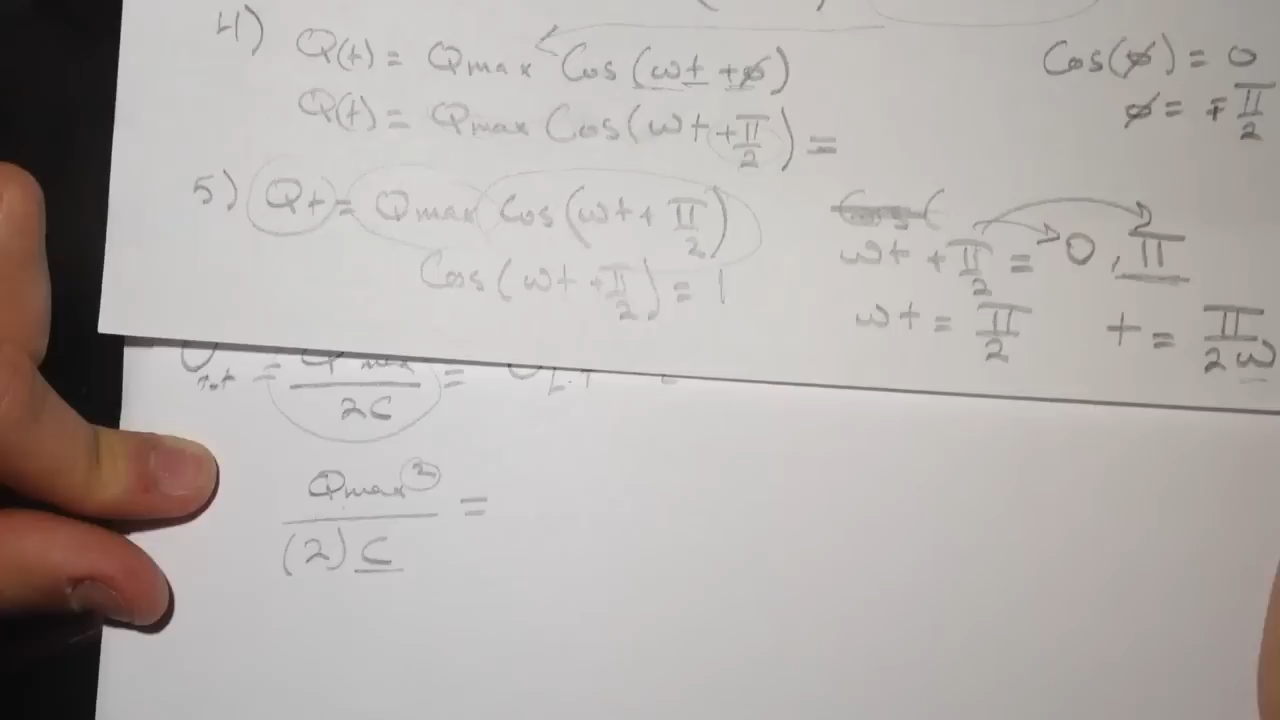 4) Q(t) = Qmax Cos(ωt + ø)
Cos(ø) = 0
Q(t) = Qmax Cos(ωt + π/2) =
ø = ∓ π/2
5) Qt = Qmax Cos(ωt + π/2)
ωt + π/2 = 0, π
Cos(ωt + π/2) = 1
ωt = π/2 t = π/2ω
2C
Qmax²/(2)C =